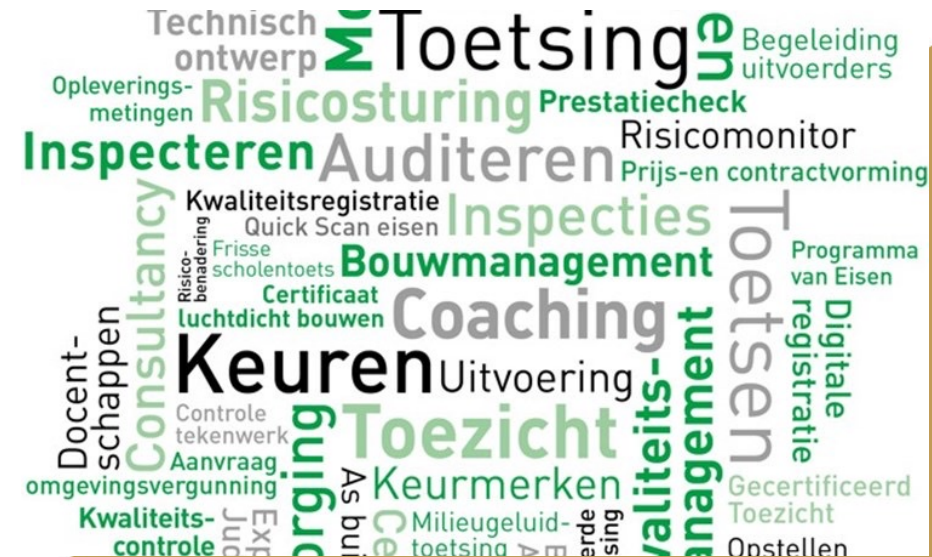 Technisch
ontwerp
Toetsing
en
Begeleiding
uitvoerders
Opleverings-
metingen
Risicosturing
Prestatiecheck
Inspecteren
Auditeren
Risicomonitor
Prijs-en contractvorming
Consultancy
Kwaliteitsregistratie
Quick Scan eisen
Inspecties
Toetsen
Risico-
benadering
Frisse
scholentoets
Bouwmanagement
Programma
van Eisen
Certificaat
luchtdicht bouwen
Coaching
Digitale
registratie
Docent-
schappen
Keuren
Uitvoering
Controle
tekenwerk
Toezicht
Aanvraag
omgevingsvergunning
Keurmerken
Gecertificeerd
Toezicht
Kwaliteits-
controle
Milieugeluid-
toetsing
Opstellen